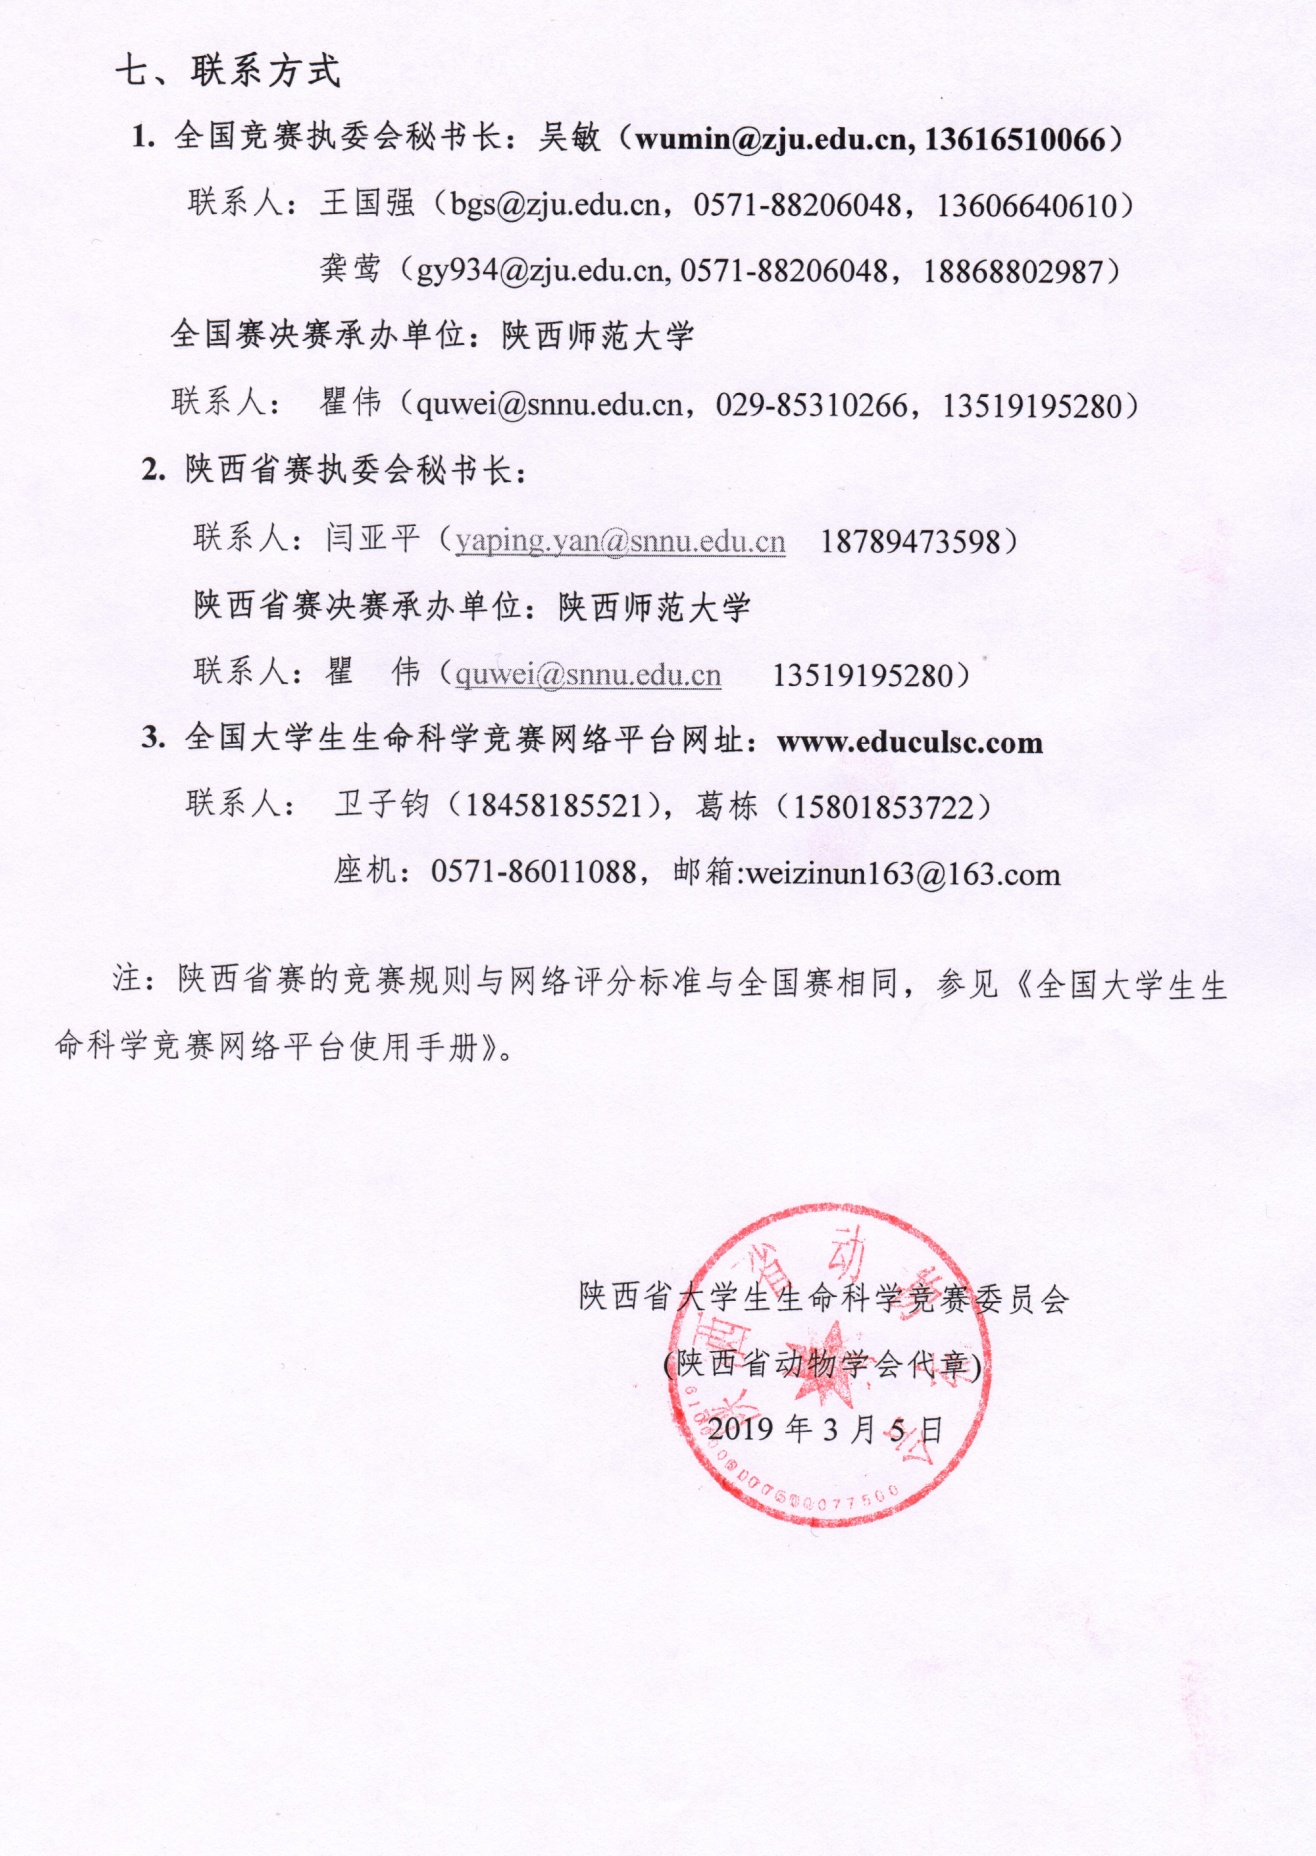 七、联系方式
1. 全国竞赛执委会秘书长：吴敏（wumin@zju.edu.cn, 13616510066）
联系人：王国强（bgs@zju.edu.cn，0571-88206048，13606640610）
龚莺（gy934@zju.edu.cn, 0571-88206048，18868802987）
全国赛决赛承办单位：陕西师范大学
联系人： 瞿伟（quwei@snnu.edu.cn，029-85310266，13519195280）
2. 陕西省赛执委会秘书长：
联系人：闫亚平（yaping.yan@snnu.edu.cn 18789473598）
陕西省赛决赛承办单位：陕西师范大学
联系人：瞿 伟（quwei@snnu.edu.cn 13519195280）
3. 全国大学生生命科学竞赛网络平台网址：www.educulsc.com
联系人： 卫子钧（18458185521），葛栋（15801853722）
座机：0571-86011088，邮箱:weizinun163@163.com
注：陕西省赛的竞赛规则与网络评分标准与全国赛相同，参见《全国大学生生
命科学竞赛网络平台使用手册》。
陕西省大学生生命科学竞赛委员会
(陕西省动物学会代章)
2019 年 3 月 5 日
陕西省动物学会